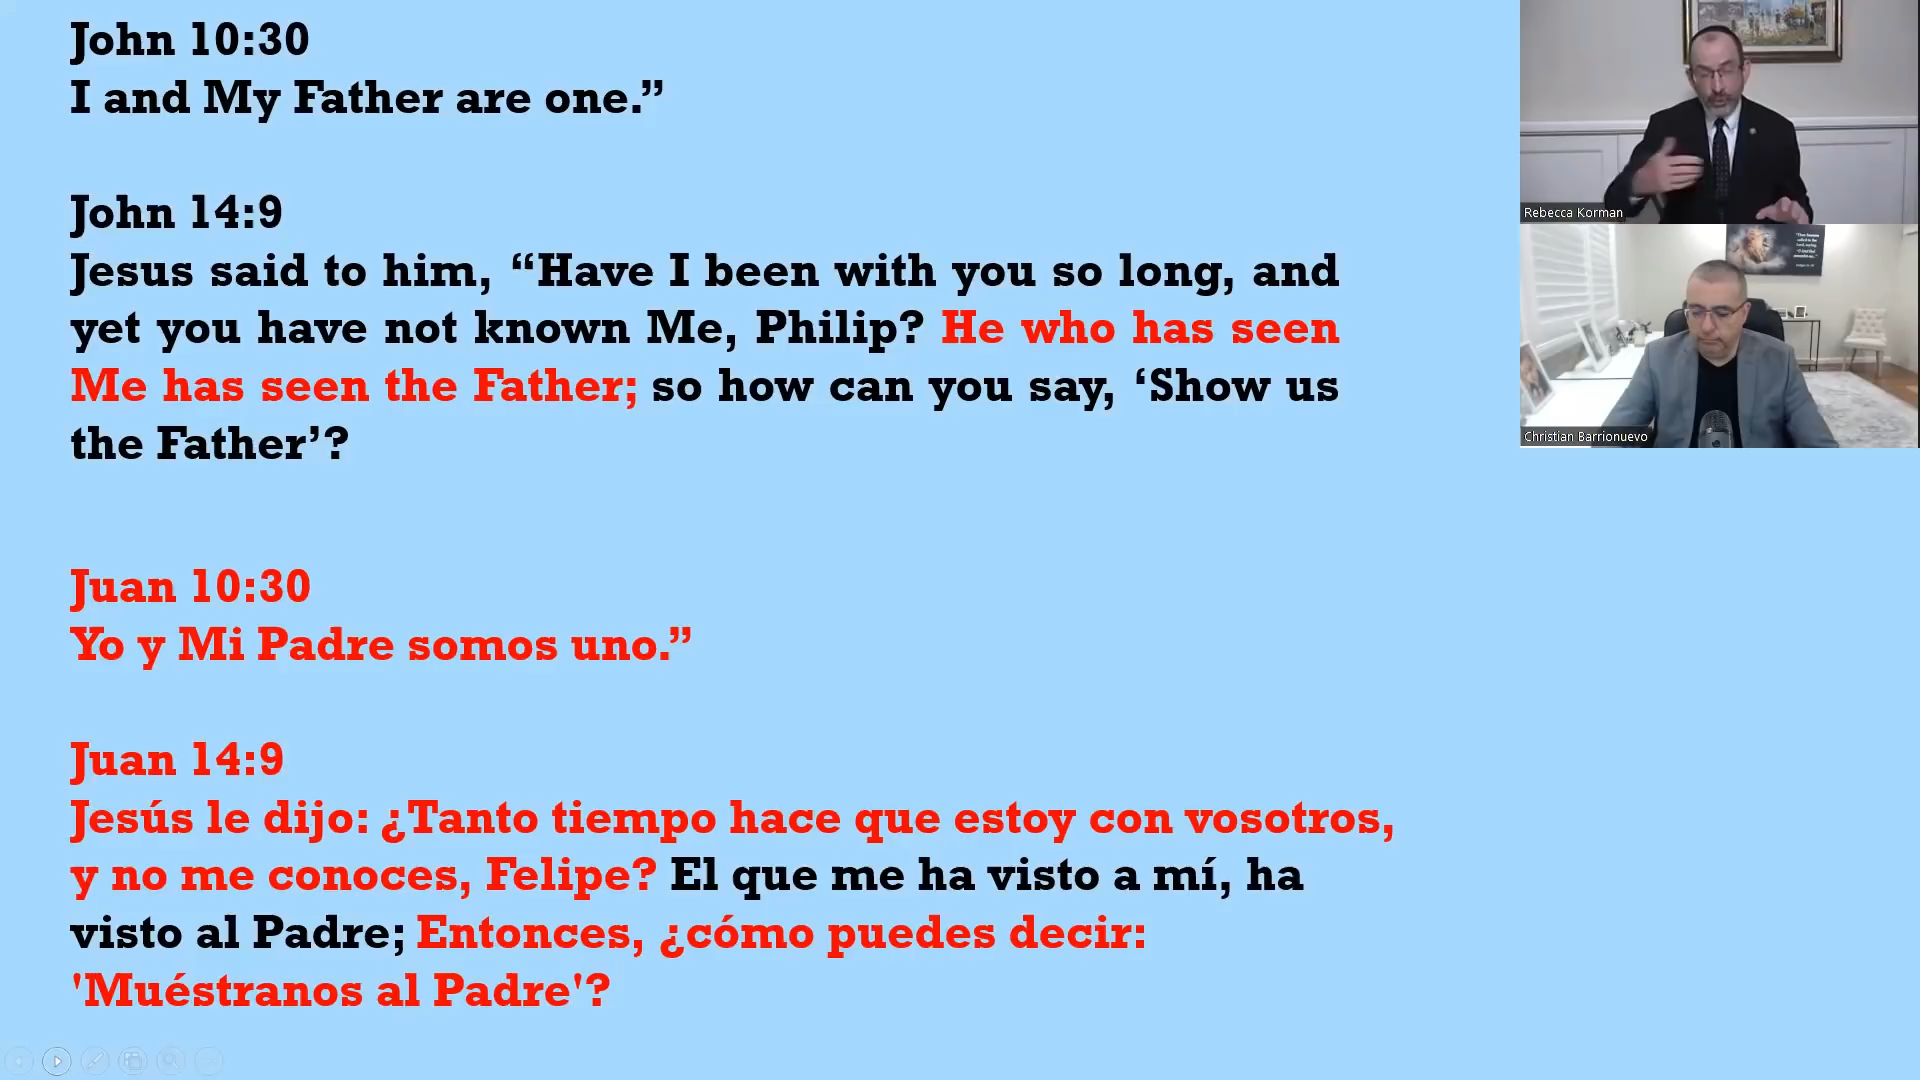 John 10:30
I and My Father are one.”
John 14:9
Jesus said to him, “Have I been with you so long, and
yet you have not known Me, Philip? He who has seen
Me has seen the Father; so how can you say, ‘Show us
the Father’?
Juan 10:30
Yo y Mi Padre somos uno.”
Juan 14:9
Jesús le dijo: ¿Tanto tiempo hace que estoy con vosotros,
y no me conoces, Felipe? El que me ha visto a mí, ha
visto al Padre; Entonces, ¿cómo puedes decir:
'Muéstranos al Padre'?
Rebecca Korman
Christian Barrionuevo